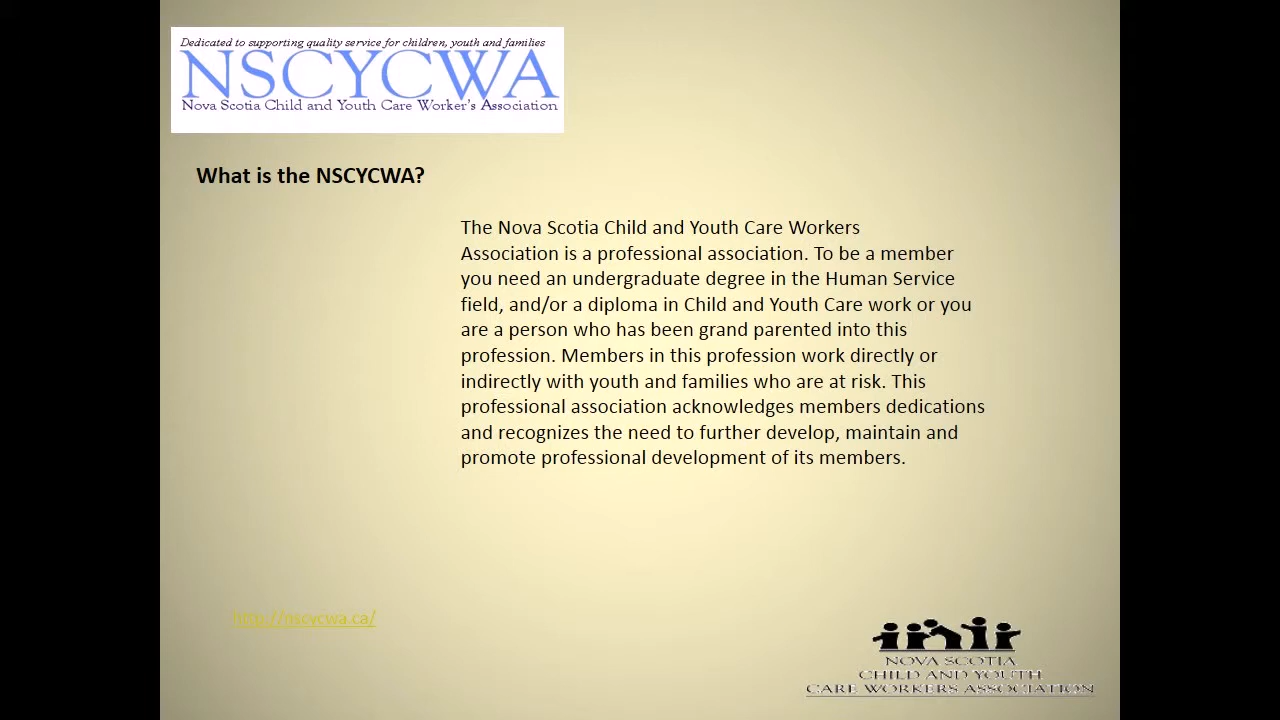 Dedicated to supporting quality service for children, youth and families
NSCYCWA
Nova Scotia Child and Youth Care Worker's Association
What is the NSCYCWA?
The Nova Scotia Child and Youth Care Workers
Association is a professional association. To be a member
you need an undergraduate degree in the Human Service
field, and/or a diploma in Child and Youth Care work or you
are a person who has been grand parented into this
profession. Members in this profession work directly or
indirectly with youth and families who are at risk. This
professional association acknowledges members dedications
and recognizes the need to further develop, maintain and
promote professional development of its members.
http://nscycwa.ca/
NOVA SCOTIA
CHILD AND YOUTH
CARE WORKERS ASSOCIATION